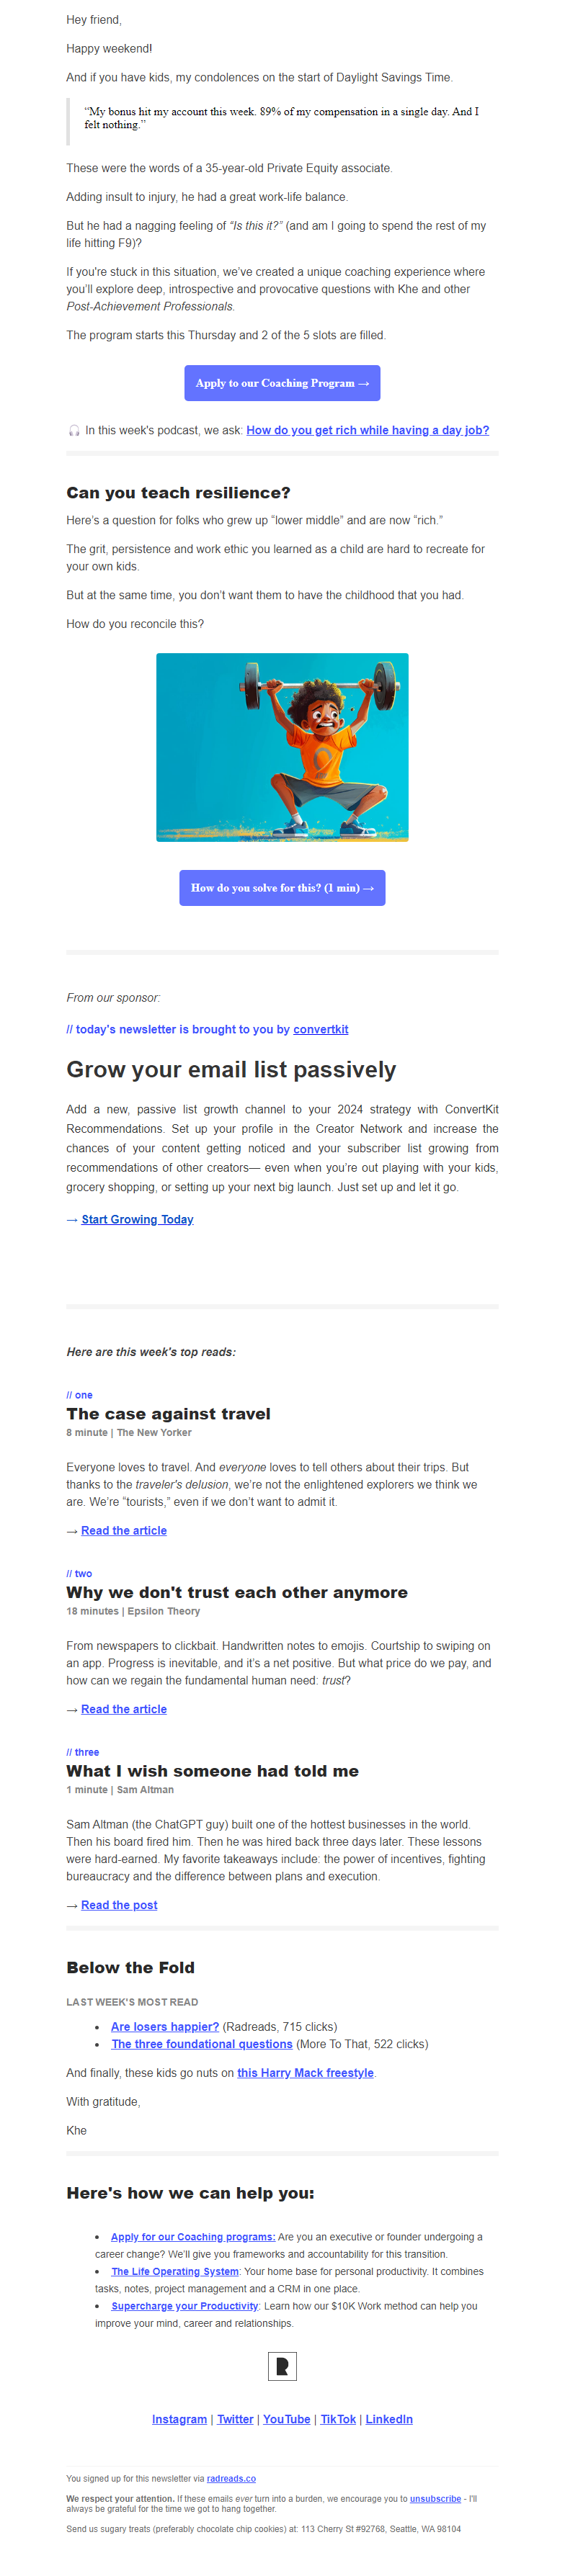 Hey friend,
Happy weekend!
And if you have kids, my condolences on the start of Daylight Savings Time.
“My bonus hit my account this week. 89% of my compensation in a single day. And I
felt nothing.”
These were the words of a 35-year-old Private Equity associate.
Adding insult to injury, he had a great work-life balance.
But he had a nagging feeling of “Is this it?” (and am I going to spend the rest of my
life hitting F9)?
If you're stuck in this situation, we’ve created a unique coaching experience where
you’ll explore deep, introspective and provocative questions with Khe and other
Post-Achievement Professionals.
The program starts this Thursday and 2 of the 5 slots are filled.
Apply to our Coaching Program →
🎧 In this week's podcast, we ask: How do you get rich while having a day job?
Can you teach resilience?
Here’s a question for folks who grew up “lower middle” and are now “rich.”
The grit, persistence and work ethic you learned as a child are hard to recreate for
your own kids.
But at the same time, you don’t want them to have the childhood that you had.
How do you reconcile this?
How do you solve for this? (1 min) →
From our sponsor:
// today's newsletter is brought to you by convertkit
Grow your email list passively
Add a new, passive list growth channel to your 2024 strategy with ConvertKit
Recommendations. Set up your profile in the Creator Network and increase the
chances of your content getting noticed and your subscriber list growing from
recommendations of other creators— even when you’re out playing with your kids,
grocery shopping, or setting up your next big launch. Just set up and let it go.
→ Start Growing Today
Here are this week's top reads:
// one
The case against travel
8 minute | The New Yorker
Everyone loves to travel. And everyone loves to tell others about their trips. But
thanks to the traveler's delusion, we’re not the enlightened explorers we think we
are. We’re “tourists,” even if we don’t want to admit it.
→ Read the article
// two
Why we don't trust each other anymore
18 minutes | Epsilon Theory
From newspapers to clickbait. Handwritten notes to emojis. Courtship to swiping on
an app. Progress is inevitable, and it’s a net positive. But what price do we pay, and
how can we regain the fundamental human need: trust?
→ Read the article
// three
What I wish someone had told me
1 minute | Sam Altman
Sam Altman (the ChatGPT guy) built one of the hottest businesses in the world.
Then his board fired him. Then he was hired back three days later. These lessons
were hard-earned. My favorite takeaways include: the power of incentives, fighting
bureaucracy and the difference between plans and execution.
→ Read the post
Below the Fold
LAST WEEK'S MOST READ
• Are losers happier? (Radreads, 715 clicks)
• The three foundational questions (More To That, 522 clicks)
And finally, these kids go nuts on this Harry Mack freestyle.
With gratitude,
Khe
Here's how we can help you:
• Apply for our Coaching programs: Are you an executive or founder undergoing a
career change? We’ll give you frameworks and accountability for this transition.
• The Life Operating System: Your home base for personal productivity. It combines
tasks, notes, project management and a CRM in one place.
• Supercharge your Productivity: Learn how our $10K Work method can help you
improve your mind, career and relationships.
R
Instagram | Twitter | YouTube | TikTok | LinkedIn
You signed up for this newsletter via radreads.co
We respect your attention. If these emails ever turn into a burden, we encourage you to unsubscribe - I'll
always be grateful for the time we got to hang together.
Send us sugary treats (preferably chocolate chip cookies) at: 113 Cherry St #92768, Seattle, WA 98104